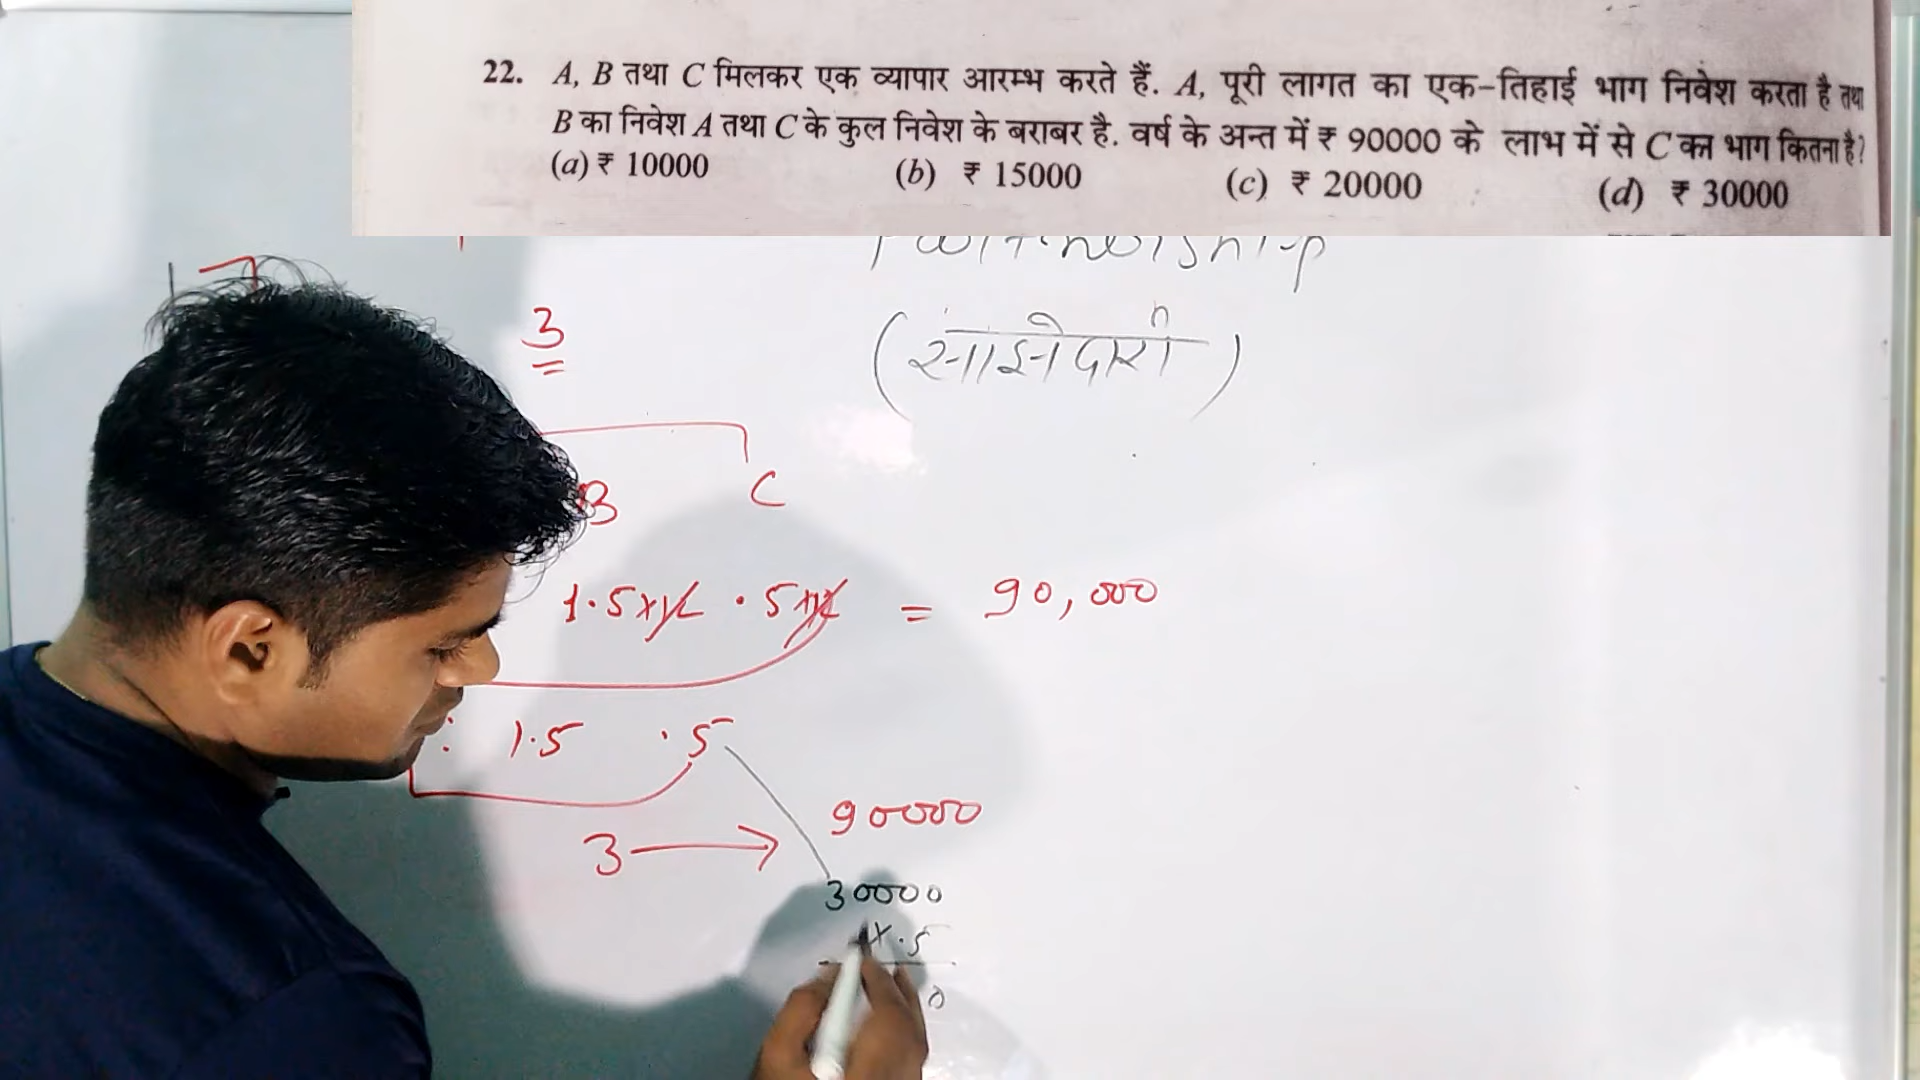 22. A, B तथा C मिलकर एक व्यापार आरम्भ करते हैं. A, पूरी लागत का एक-तिहाई भाग निवेश करता है तथा
B का निवेश A तथा C के कुल निवेश के बराबर है. वर्ष के अन्त में ₹ 90000 के लाभ में से C का भाग कितना है?
(a) ₹ 10000 (b) ₹ 15000 (c) ₹ 20000 (d) ₹ 30000
3
(साझेदारी)
B C
1.5xy .5xy = 90,000
: 1.5 .5
90000
3 →
30000
x .5
0